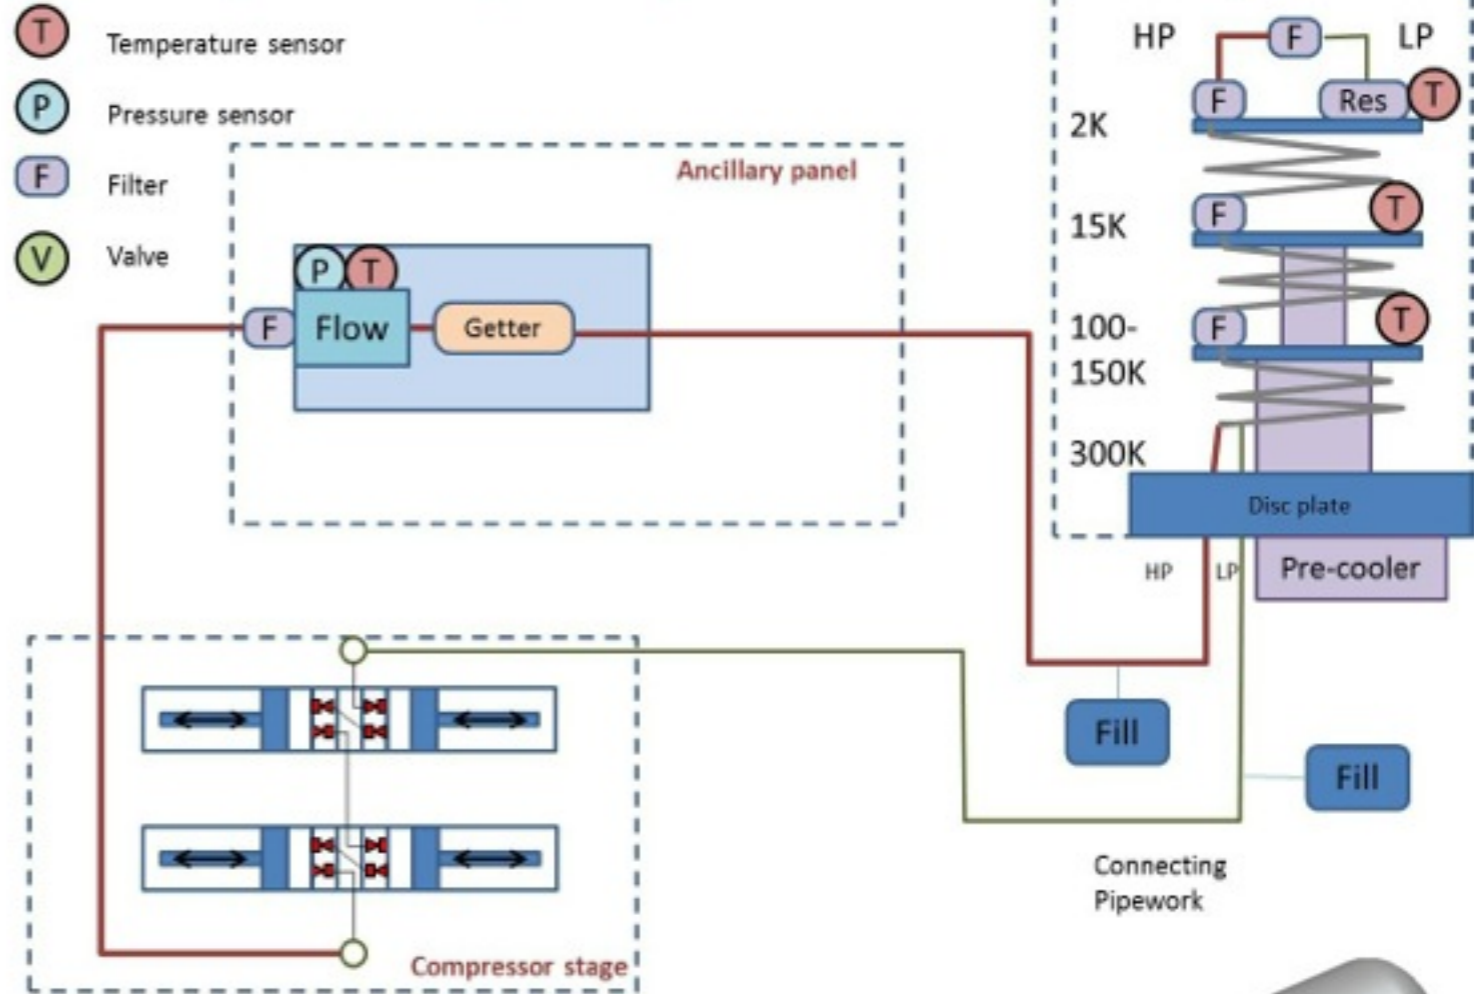 T Temperature sensor
P Pressure sensor
F Filter
V Valve
Ancillary panel
P T
F Flow Getter
HP F LP
F Res T
2K
F T
15K
F T
100-
150K
300K
Disc plate
HP LP Pre-cooler
Fill
Fill
Connecting
Pipework
Compressor stage